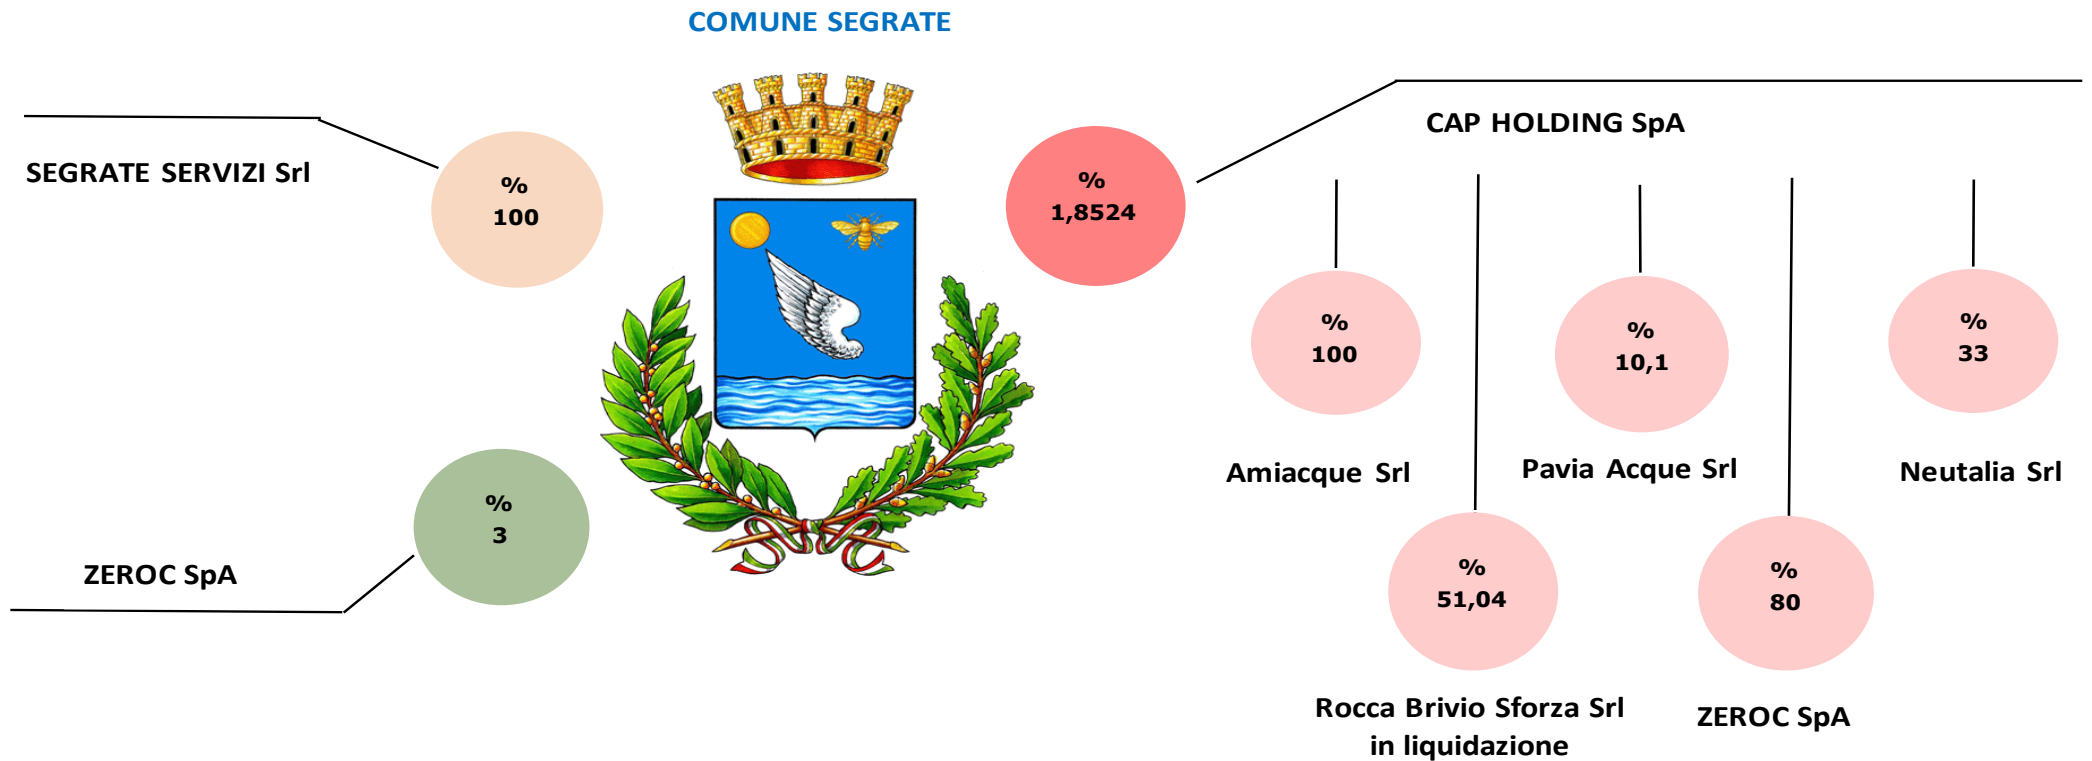 COMUNE SEGRATE
SEGRATE SERVIZI Srl
%
100
%
1,8524
CAP HOLDING SpA
%
100
Amiacque Srl
%
10,1
Pavia Acque Srl
%
33
Neutalia Srl
ZEROC SpA
%
3
%
51,04
Rocca Brivio Sforza Srl
in liquidazione
%
80
ZEROC SpA